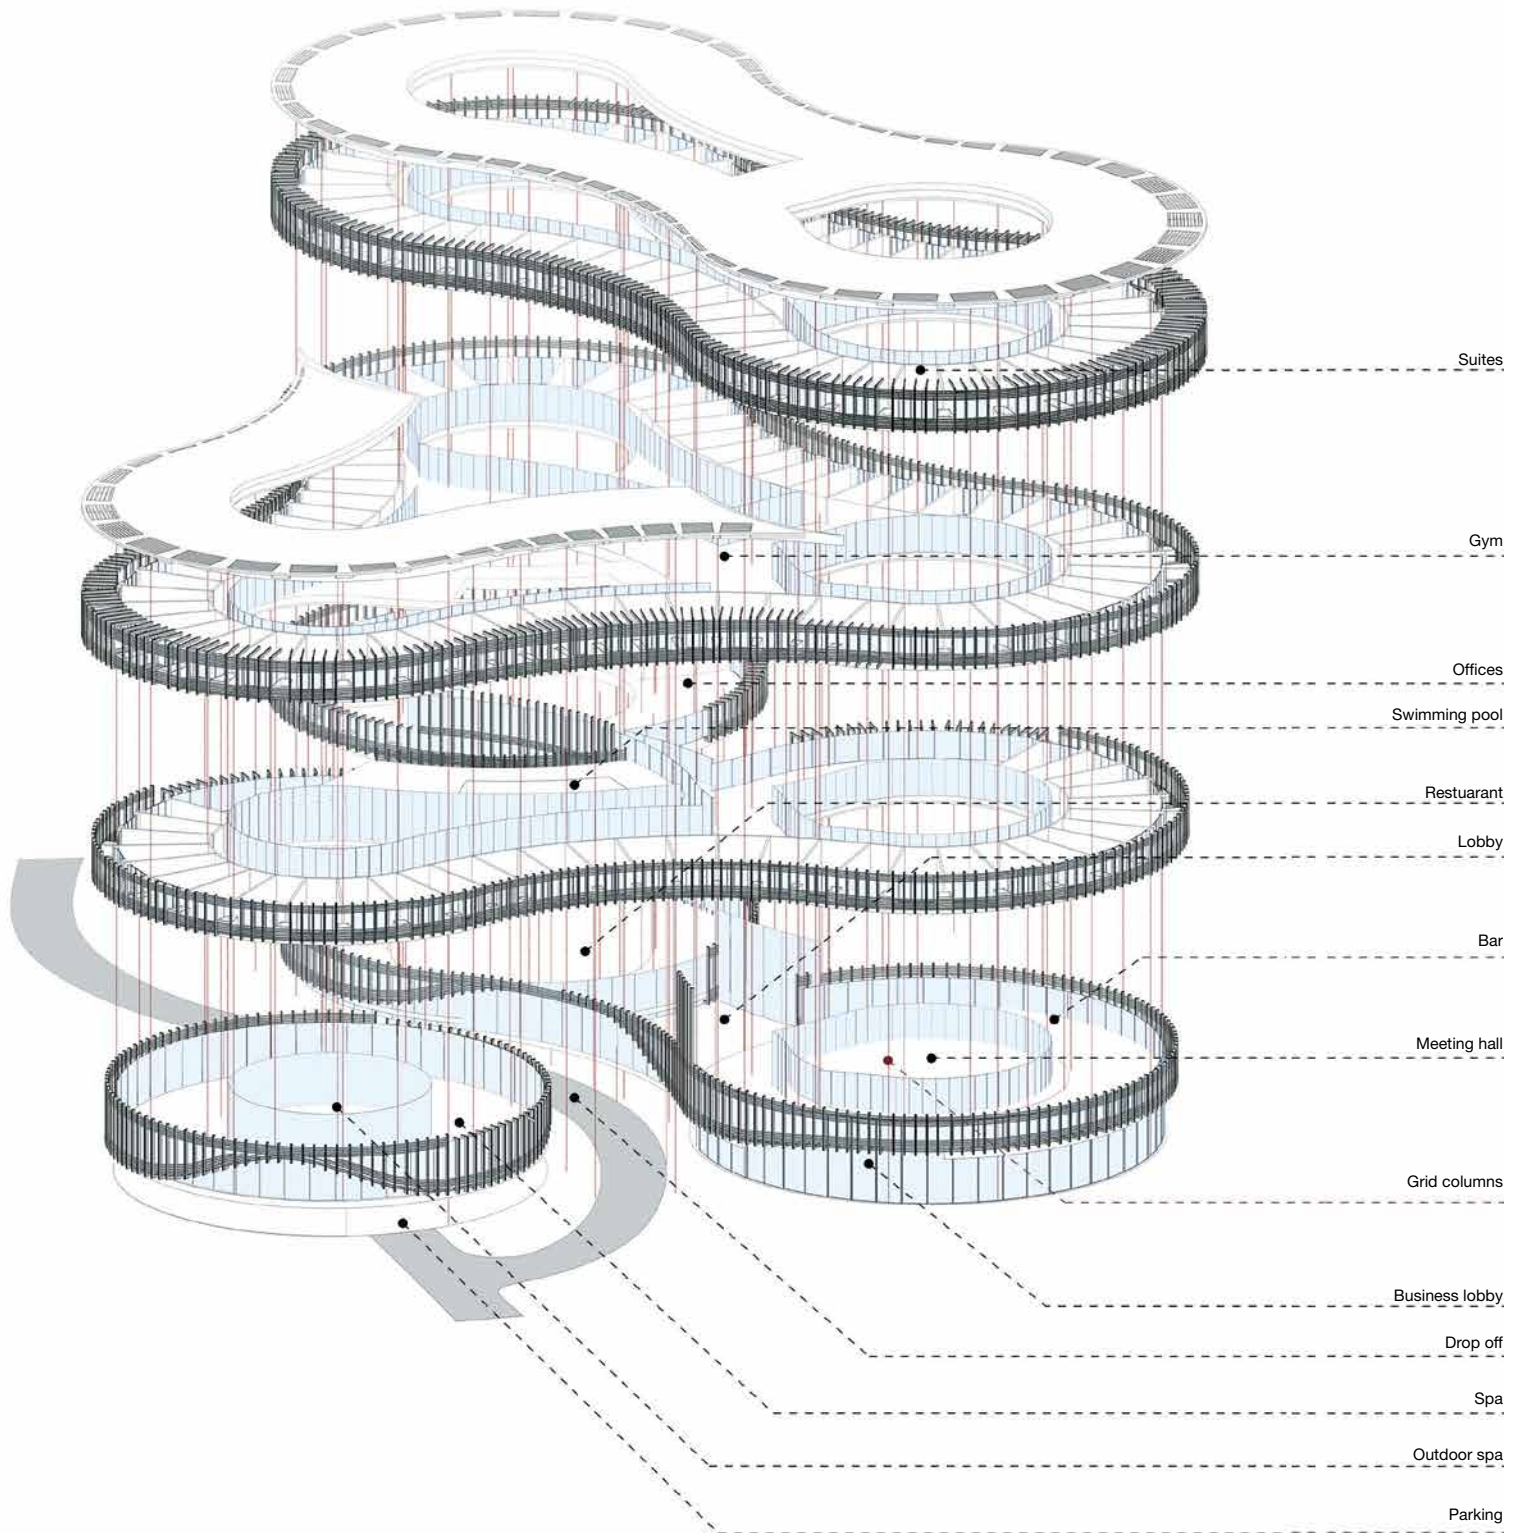 Suites
Gym
Offices
Swimming pool
Restuarant
Lobby
Bar
Meeting hall
Grid columns
Business lobby
Drop off
Spa
Outdoor spa
Parking